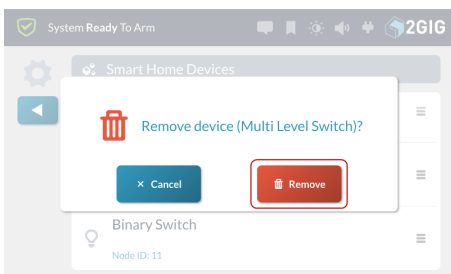 System Ready To Arm
2GIG
Smart Home Devices
Remove device (Multi Level Switch)?
× Cancel
Remove
Binary Switch
Node ID: 11